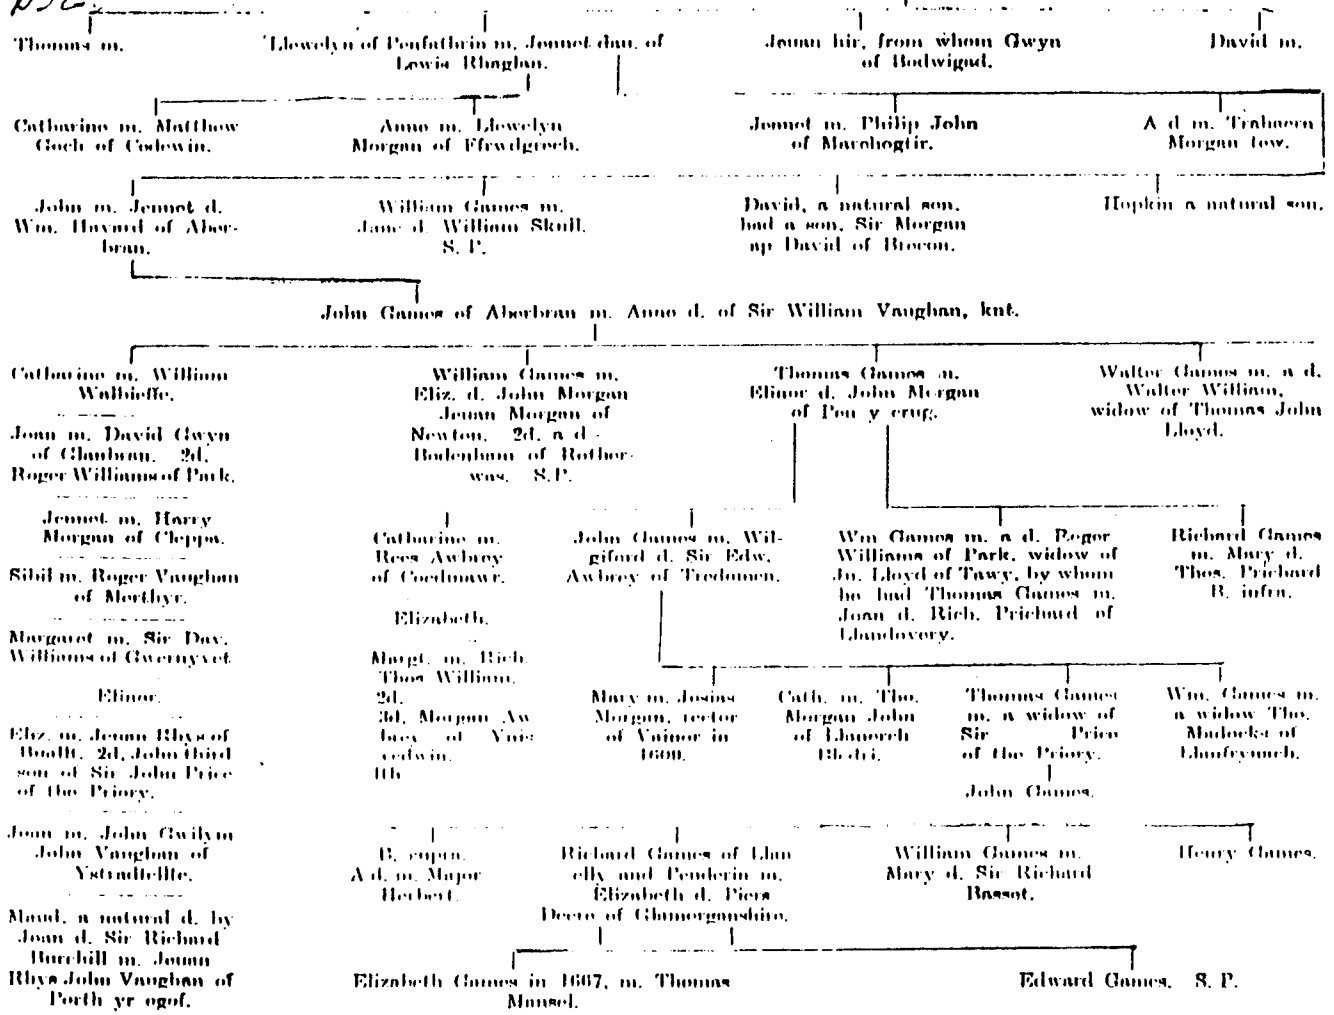 Thomas m.
Llewelyn of Penfathrin m. Jennet dau. of
Lewis Rhaglan.
Jeuan hir, from whom Gwyn
of Bodwigad.
David m.
Catharine m. Matthew
Goch of Codewin.
Anne m. Llewelyn
Morgan of Ffrwdgrech.
Jennet m. Philip John
of Marchogtir.
A d m. Trahaern
Morgan tew.
John m. Jennet d.
Wm. Havard of Aber-
bran.
William Games m.
Jane d. William Skull.
S. P.
David, a natural son,
had a son, Sir Morgan
ap David of Brecon.
Hopkin a natural son.
John Games of Aberbran m. Anne d. of Sir William Vaughan, knt.
Catharine m. William
Walbieffe.
Joan m. David Gwyn
of Glanbran. 2d.
Roger Williams of Park.
Jennet m. Harry
Morgan of Cleppa.
Sibil m. Roger Vaughan
of Merthyr.
Margaret m. Sir Dav.
Williams of Gwernyvet
Elinor.
Eliz. m. Jeuan Rhys of
Buallt. 2d, John third
son of Sir John Price
of the Priory.
Joan m. John Gwilym
John Vaughan of
Ystradfellte.
Maud, a natural d. by
Joan d. Sir Richard
Burchill m. Jeuan
Rhys John Vaughan of
Porth yr ogof.
William Games m.
Eliz. d. John Morgan
Jeuan Morgan of
Newton. 2d. a d
Bodenham of Rother-
was. S.P.
Thomas Games m.
Elinor d. John Morgan
of Pen y crug.
Walter Games m. a d.
Walter William,
widow of Thomas John
Lloyd.
Catharine m.
Rees Awbrey
of Coedmawr.
Elizabeth.
Margt. m. Rich.
Thos William.
2d.
3d, Morgan Aw
brey of Ynis
cedwin.
4th
John Games m. Wil-
giford d. Sir Edw.
Awbrey of Tredomen.
Wm Games m. a d. Roger
Williams of Park, widow of
Jn. Lloyd of Tawy, by whom
he had Thomas Games m.
Joan d. Rich. Prichard of
Llandovery.
Richard Games
m. Mary d.
Thos. Prichard
B. infra.
Mary m. Josias
Morgan, rector
of Vainor in
1600.
Cath. m. Tho.
Morgan John
of Llanerch
Bledri.
Thomas Games
m. a widow of
Sir Price
of the Priory.
John Games.
Wm. Games m.
a widow Tho.
Madocks of
Llanfrynach.
B. supra.
A d. m. Major
Herbert.
Richard Games of Llan
elly and Penderin m.
Elizabeth d. Piers
Deere of Glamorganshire.
William Games m.
Mary d. Sir Richard
Basset.
Henry Games.
Elizabeth Games in 1667, m. Thomas
Mansel.
Edward Games. S. P.